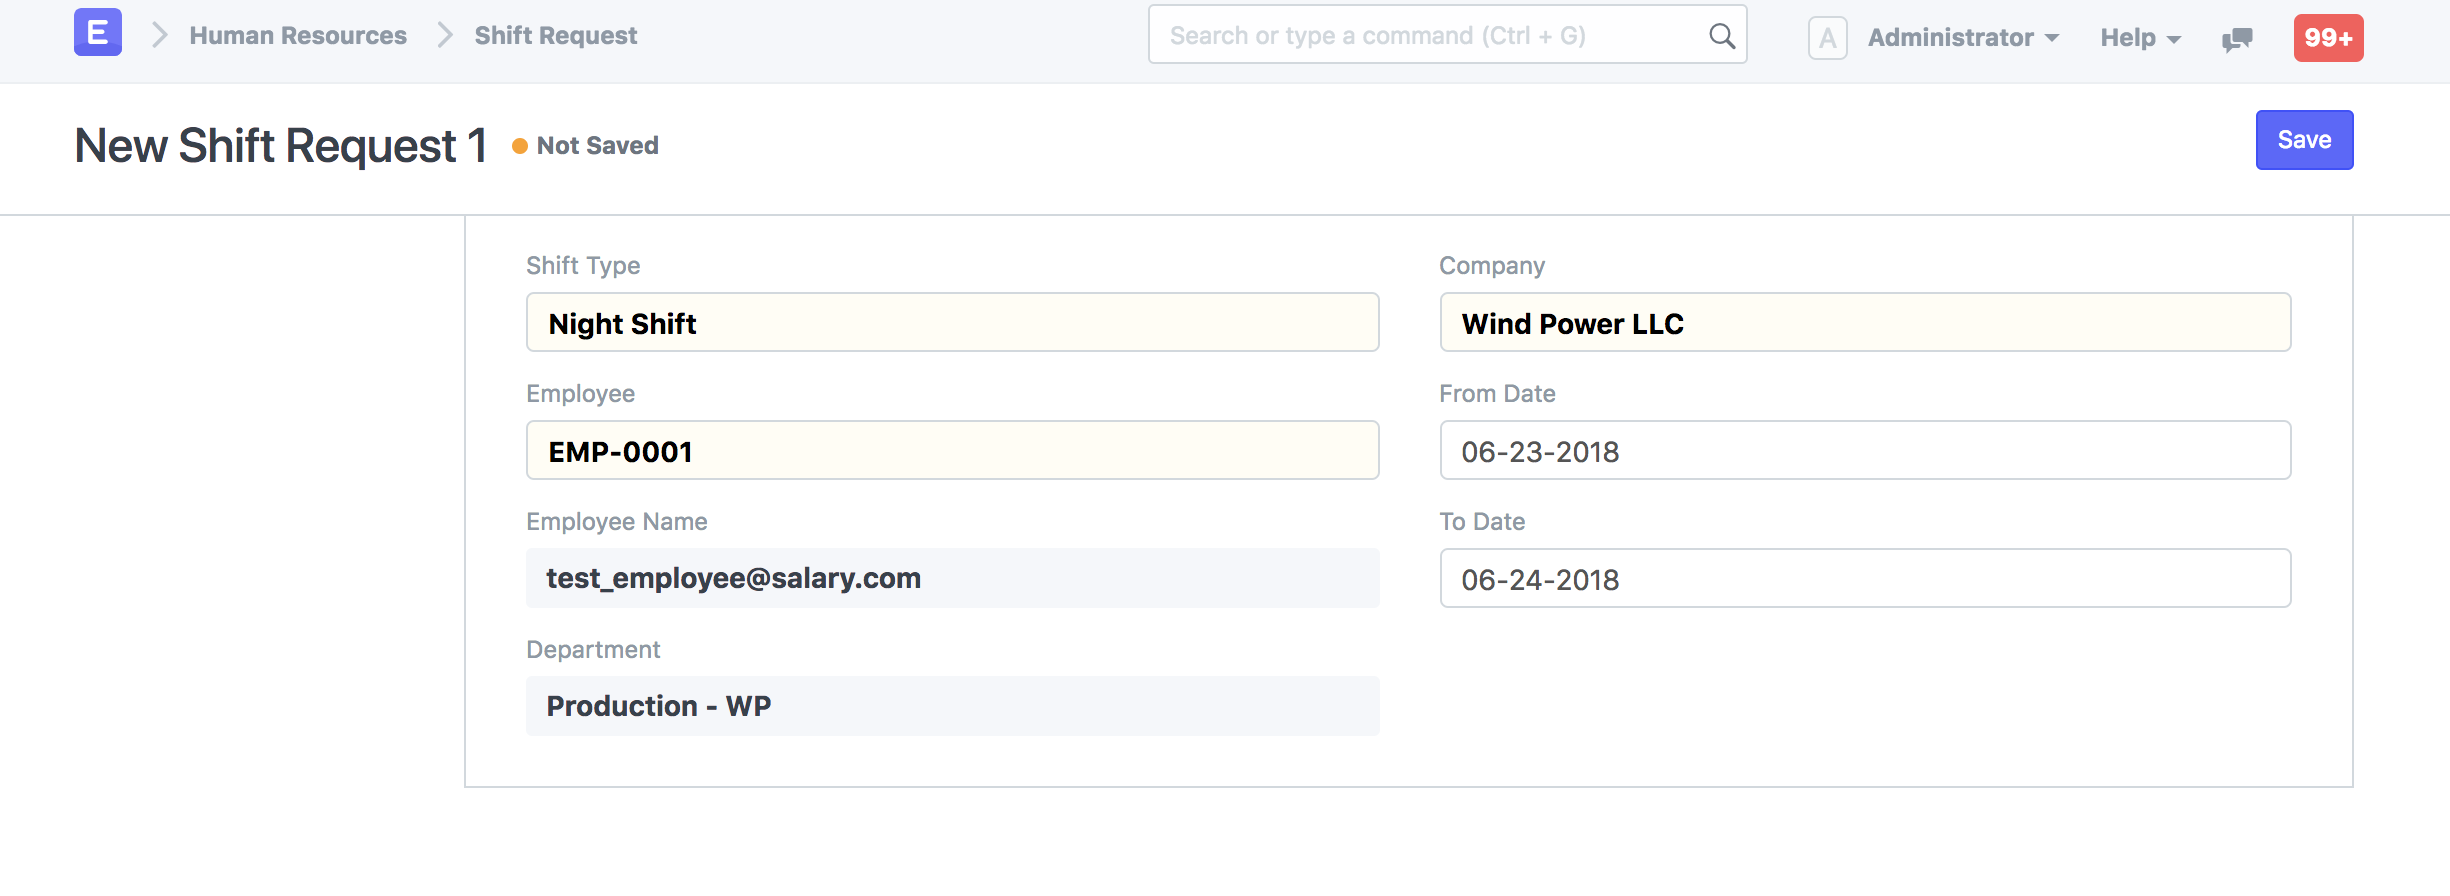 E Human Resources Shift Request Search or type a command (Ctrl + G) A Administrator Help 99+
New Shift Request 1 Not Saved Save
Shift Type Company
Night Shift Wind Power LLC
Employee From Date
EMP-0001 06-23-2018
Employee Name To Date
test_employee@salary.com 06-24-2018
Department
Production - WP